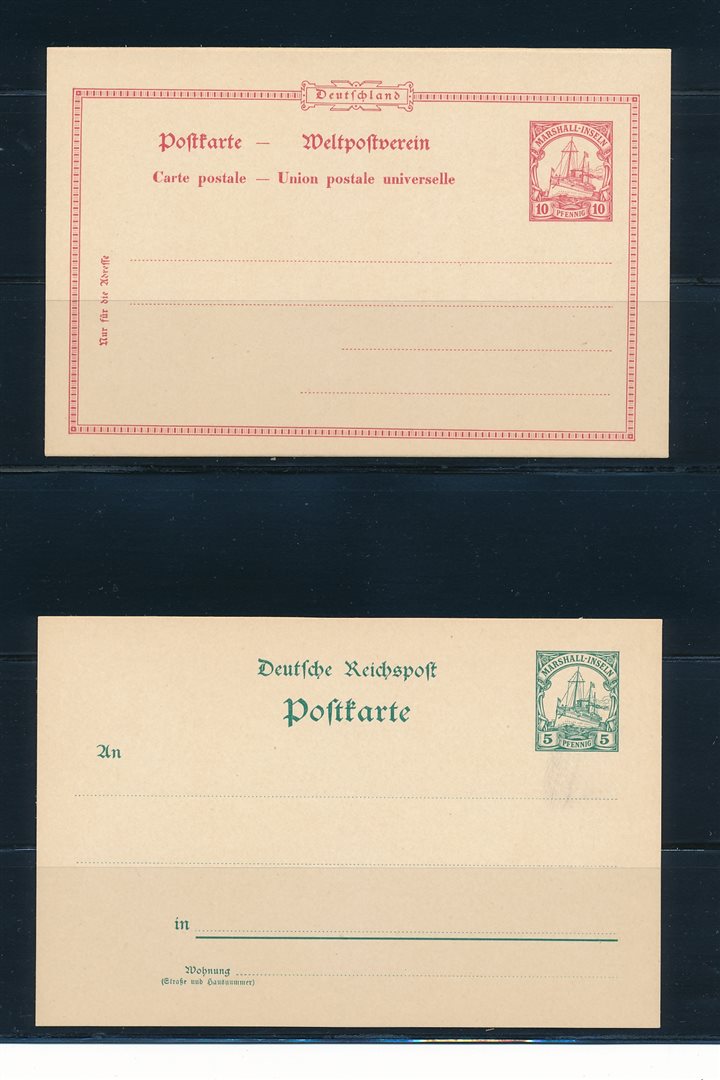 Deutschland
Postkarte — Weltpostverein
Carte postale — Union postale universelle
MARSHALL-INSELN
10 PFENNIG 10
Nur für die Adresse
Deutsche Reichspost
Postkarte
MARSHALL-INSELN
5 PFENNIG 5
An
in
Wohnung
(Straße und Hausnummer)